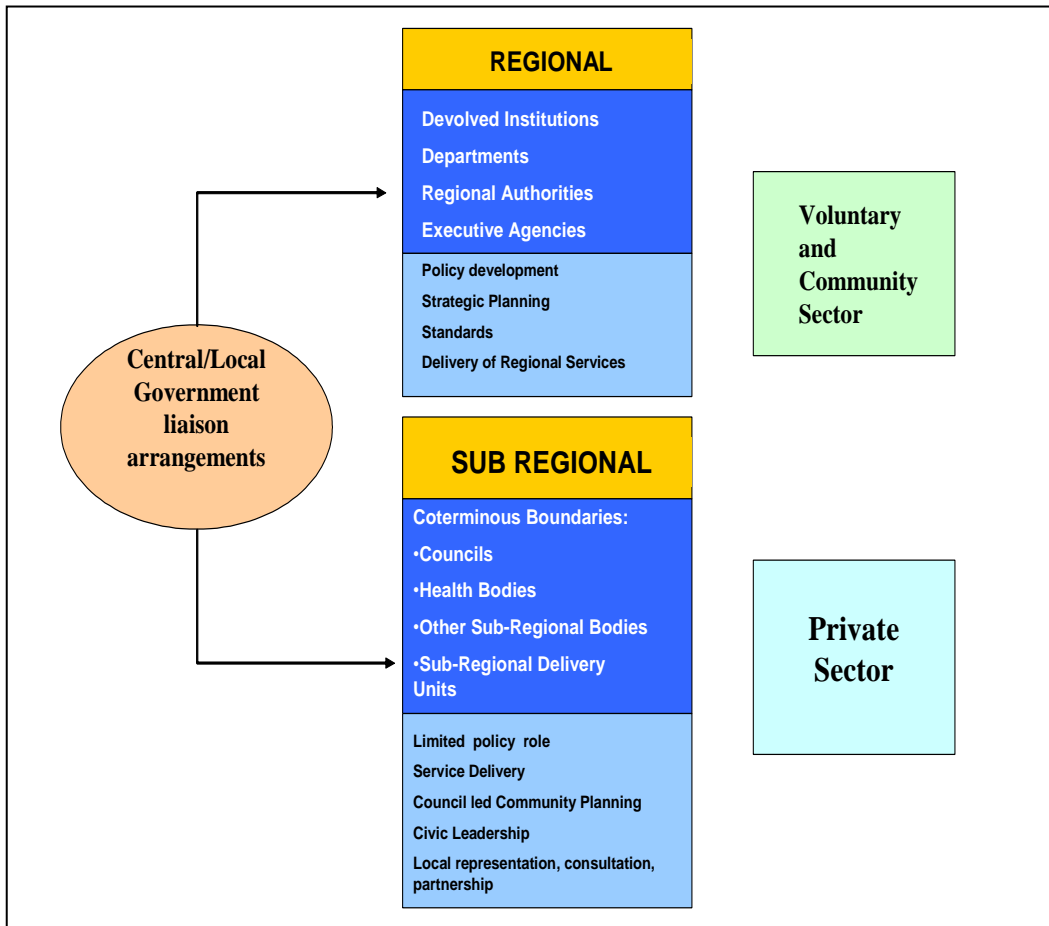 REGIONAL
Devolved Institutions
Departments
Regional Authorities
Executive Agencies
Policy development
Strategic Planning
Standards
Delivery of Regional Services
Central/Local
Government
liaison
arrangements
SUB REGIONAL
Coterminous Boundaries:
•Councils
•Health Bodies
•Other Sub-Regional Bodies
•Sub-Regional Delivery
Units
Limited policy role
Service Delivery
Council led Community Planning
Civic Leadership
Local representation, consultation,
partnership
Voluntary
and
Community
Sector
Private
Sector